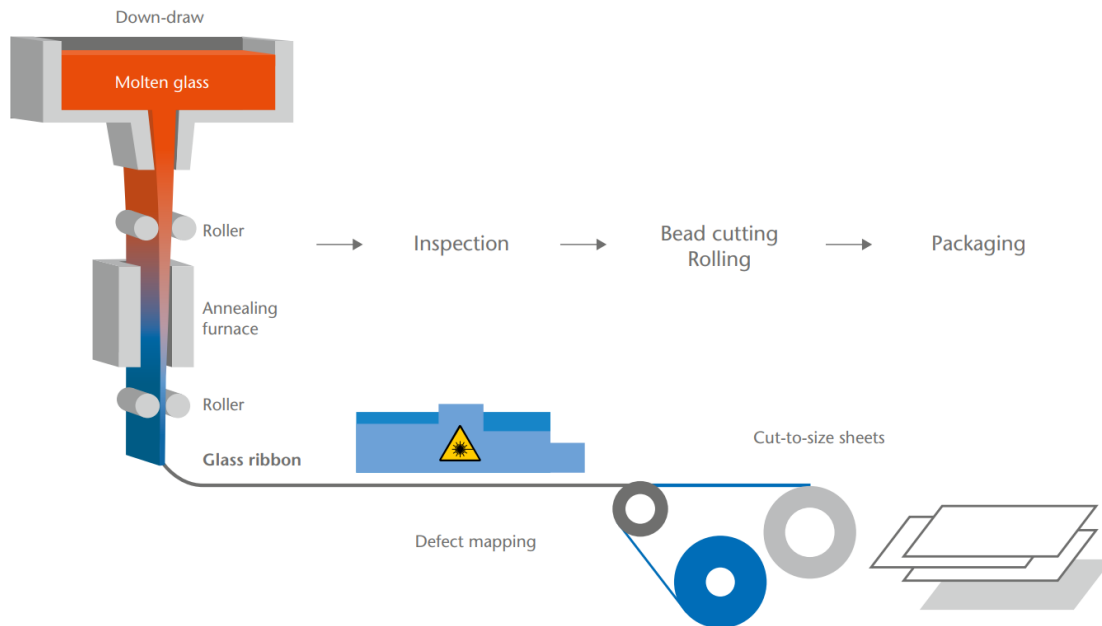 Down-draw
Molten glass
Roller
Inspection
Bead cutting
Rolling
Packaging
Annealing
furnace
Roller
Glass ribbon
Cut-to-size sheets
Defect mapping